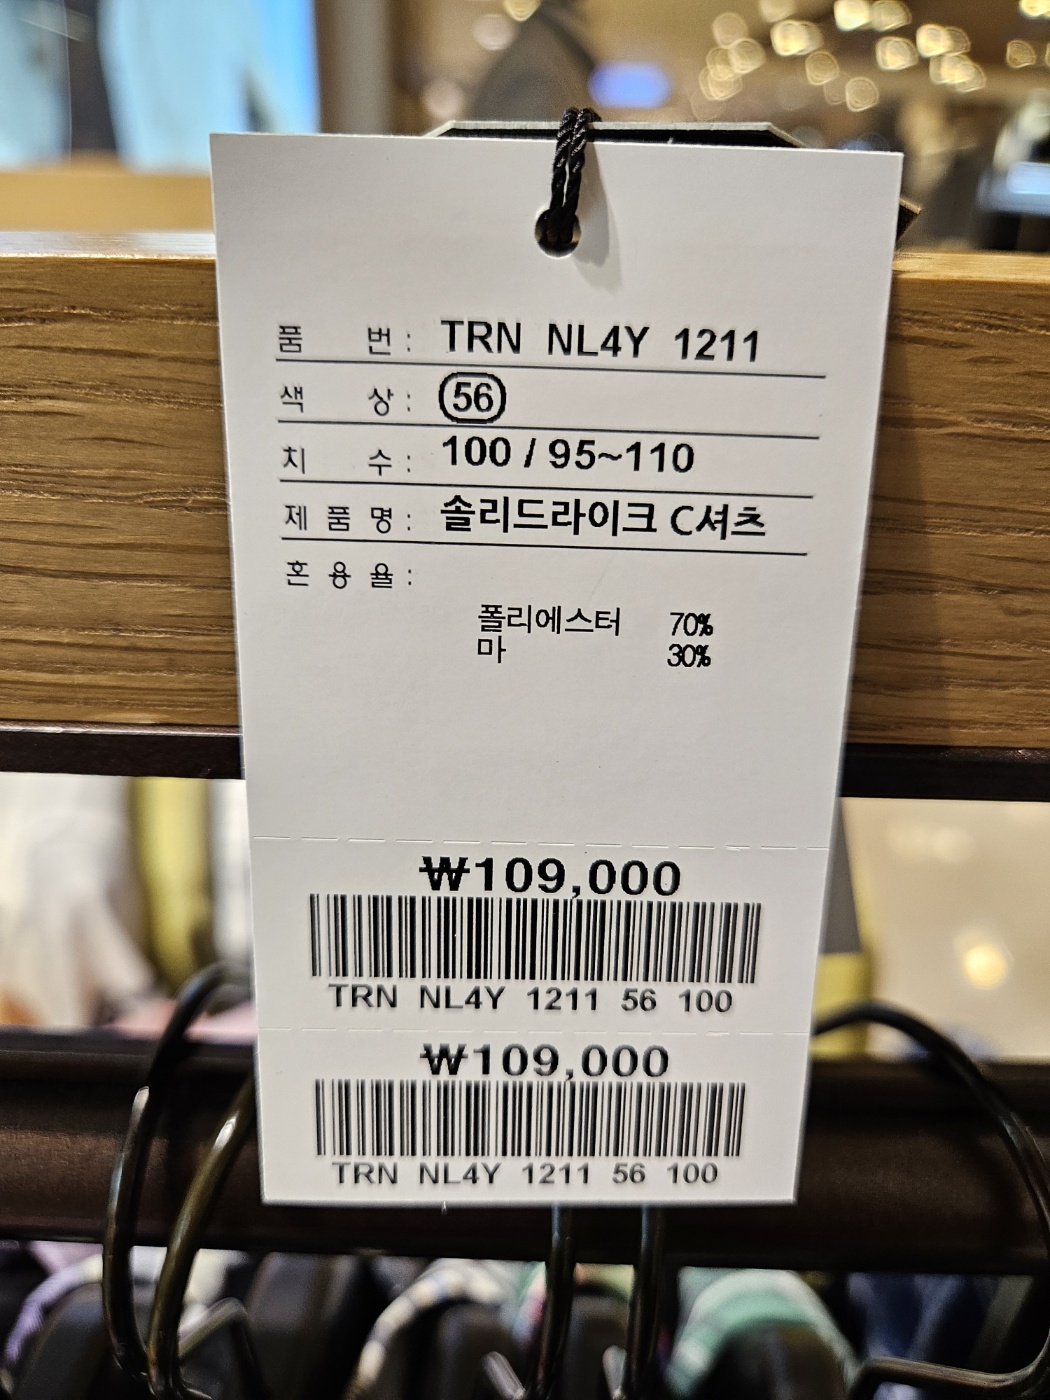 품 번 : TRN NL4Y 1211
색 상 : 56
치 수 : 100 / 95~110
제 품 명 : 솔리드라이크 C셔츠
혼 용 율 :
폴리에스터 70%
마 30%
₩109,000
TRN NL4Y 1211 56 100
₩109,000
TRN NL4Y 1211 56 100